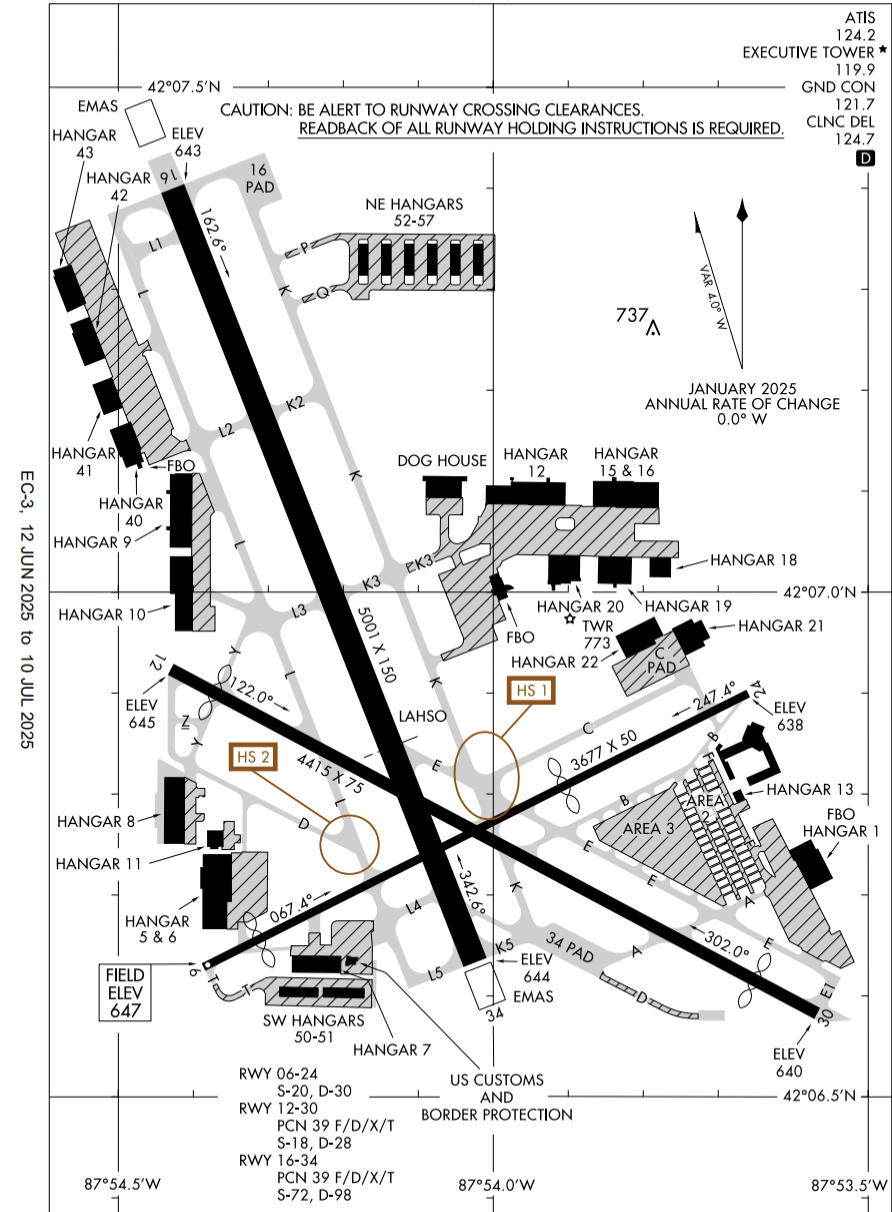 ATIS
124.2
EXECUTIVE TOWER ★
119.9
GND CON
121.7
CLNC DEL
124.7
D
42°07.5'N
CAUTION: BE ALERT TO RUNWAY CROSSING CLEARANCES.
READBACK OF ALL RUNWAY HOLDING INSTRUCTIONS IS REQUIRED.
EMAS
HANGAR
43
ELEV
643
HANGAR
42
16
16
PAD
NE HANGARS
52-57
162.6°
L1
P
L
K
Q
VAR 4.0° W
737
JANUARY 2025
ANNUAL RATE OF CHANGE
0.0° W
K2
L2
HANGAR
41
FBO
HANGAR
40
K
DOG HOUSE
HANGAR
12
HANGAR
15 & 16
EC-3, 12 JUN 2025 to 10 JUL 2025
HANGAR 9
L
K3
K3
HANGAR 18
42°07.0'N
HANGAR 10
L3
5001 X 150
FBO
HANGAR 20
HANGAR 19
TWR
773
HANGAR 21
HANGAR 22
C
PAD
Y
12
L
K
ELEV
645
122.0°
HS 1
247.4°
24
ELEV
638
Z
Y
LAHSO
C
3677 X 50
HS 2
4415 X 75
E
B
F
HANGAR 13
L
B
AREA
2
HANGAR 8
D
AREA 3
FBO
HANGAR 1
E
HANGAR 11
E
342.6°
K
HANGAR
5 & 6
067.4°
L4
A
302.0°
E
K5
34 PAD
A
ELEV
644
FIELD
ELEV
647
6
T
T
L5
EMAS
D
E1
30
34
SW HANGARS
50-51
HANGAR 7
ELEV
640
RWY 06-24
S-20, D-30
RWY 12-30
PCN 39 F/D/X/T
S-18, D-28
RWY 16-34
PCN 39 F/D/X/T
S-72, D-98
US CUSTOMS
AND
BORDER PROTECTION
42°06.5'N
87°54.5'W
87°54.0'W
87°53.5'W